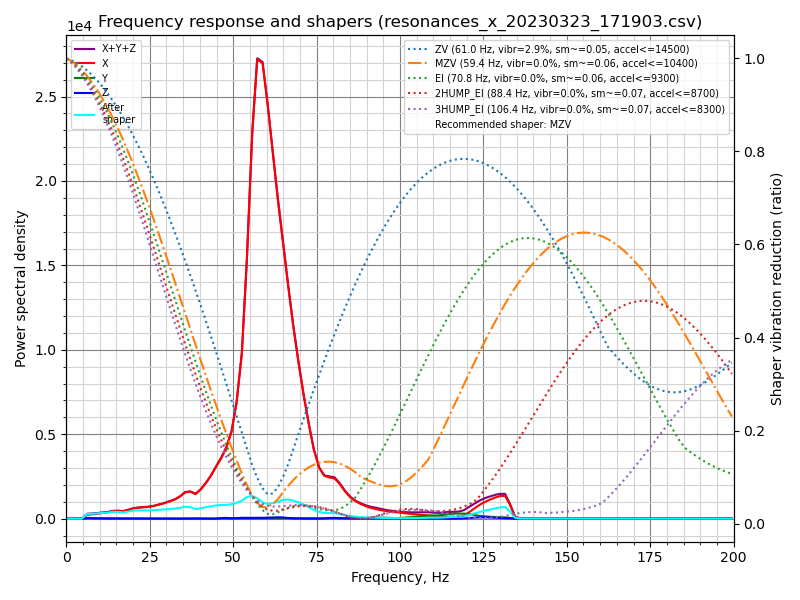 Frequency response and shapers (resonances_x_20230323_171903.csv)
1e4
X+Y+Z
X
Y
Z
After
shaper
ZV (61.0 Hz, vibr=2.9%, sm~=0.05, accel<=14500)
MZV (59.4 Hz, vibr=0.0%, sm~=0.06, accel<=10400)
EI (70.8 Hz, vibr=0.0%, sm~=0.06, accel<=9300)
2HUMP_EI (88.4 Hz, vibr=0.0%, sm~=0.07, accel<=8700)
3HUMP_EI (106.4 Hz, vibr=0.0%, sm~=0.07, accel<=8300)
Recommended shaper: MZV
Power spectral density
2.5
2.0
1.5
1.0
0.5
0.0
1.0
0.8
0.6
0.4
0.2
0.0
Shaper vibration reduction (ratio)
0 25 50 75 100 125 150 175 200
Frequency, Hz